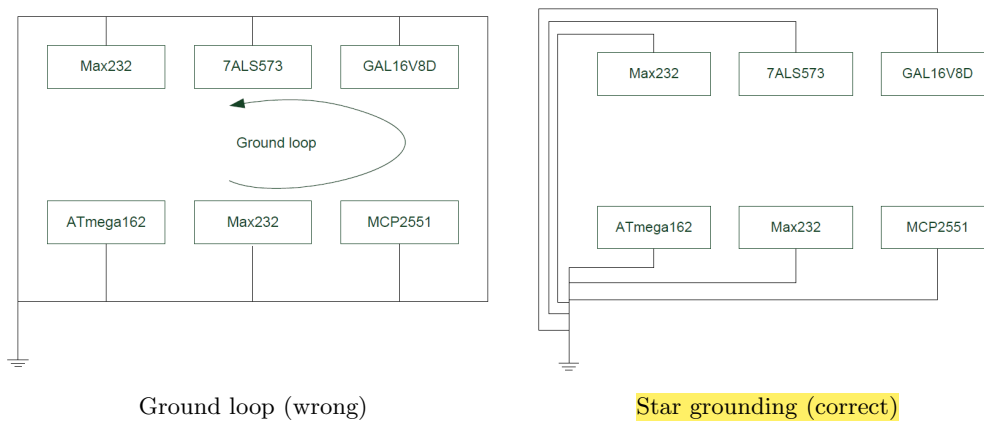 Max232
7ALS573
GAL16V8D
Ground loop
ATmega162
Max232
MCP2551
Ground loop (wrong)
Max232
7ALS573
GAL16V8D
ATmega162
Max232
MCP2551
Star grounding (correct)